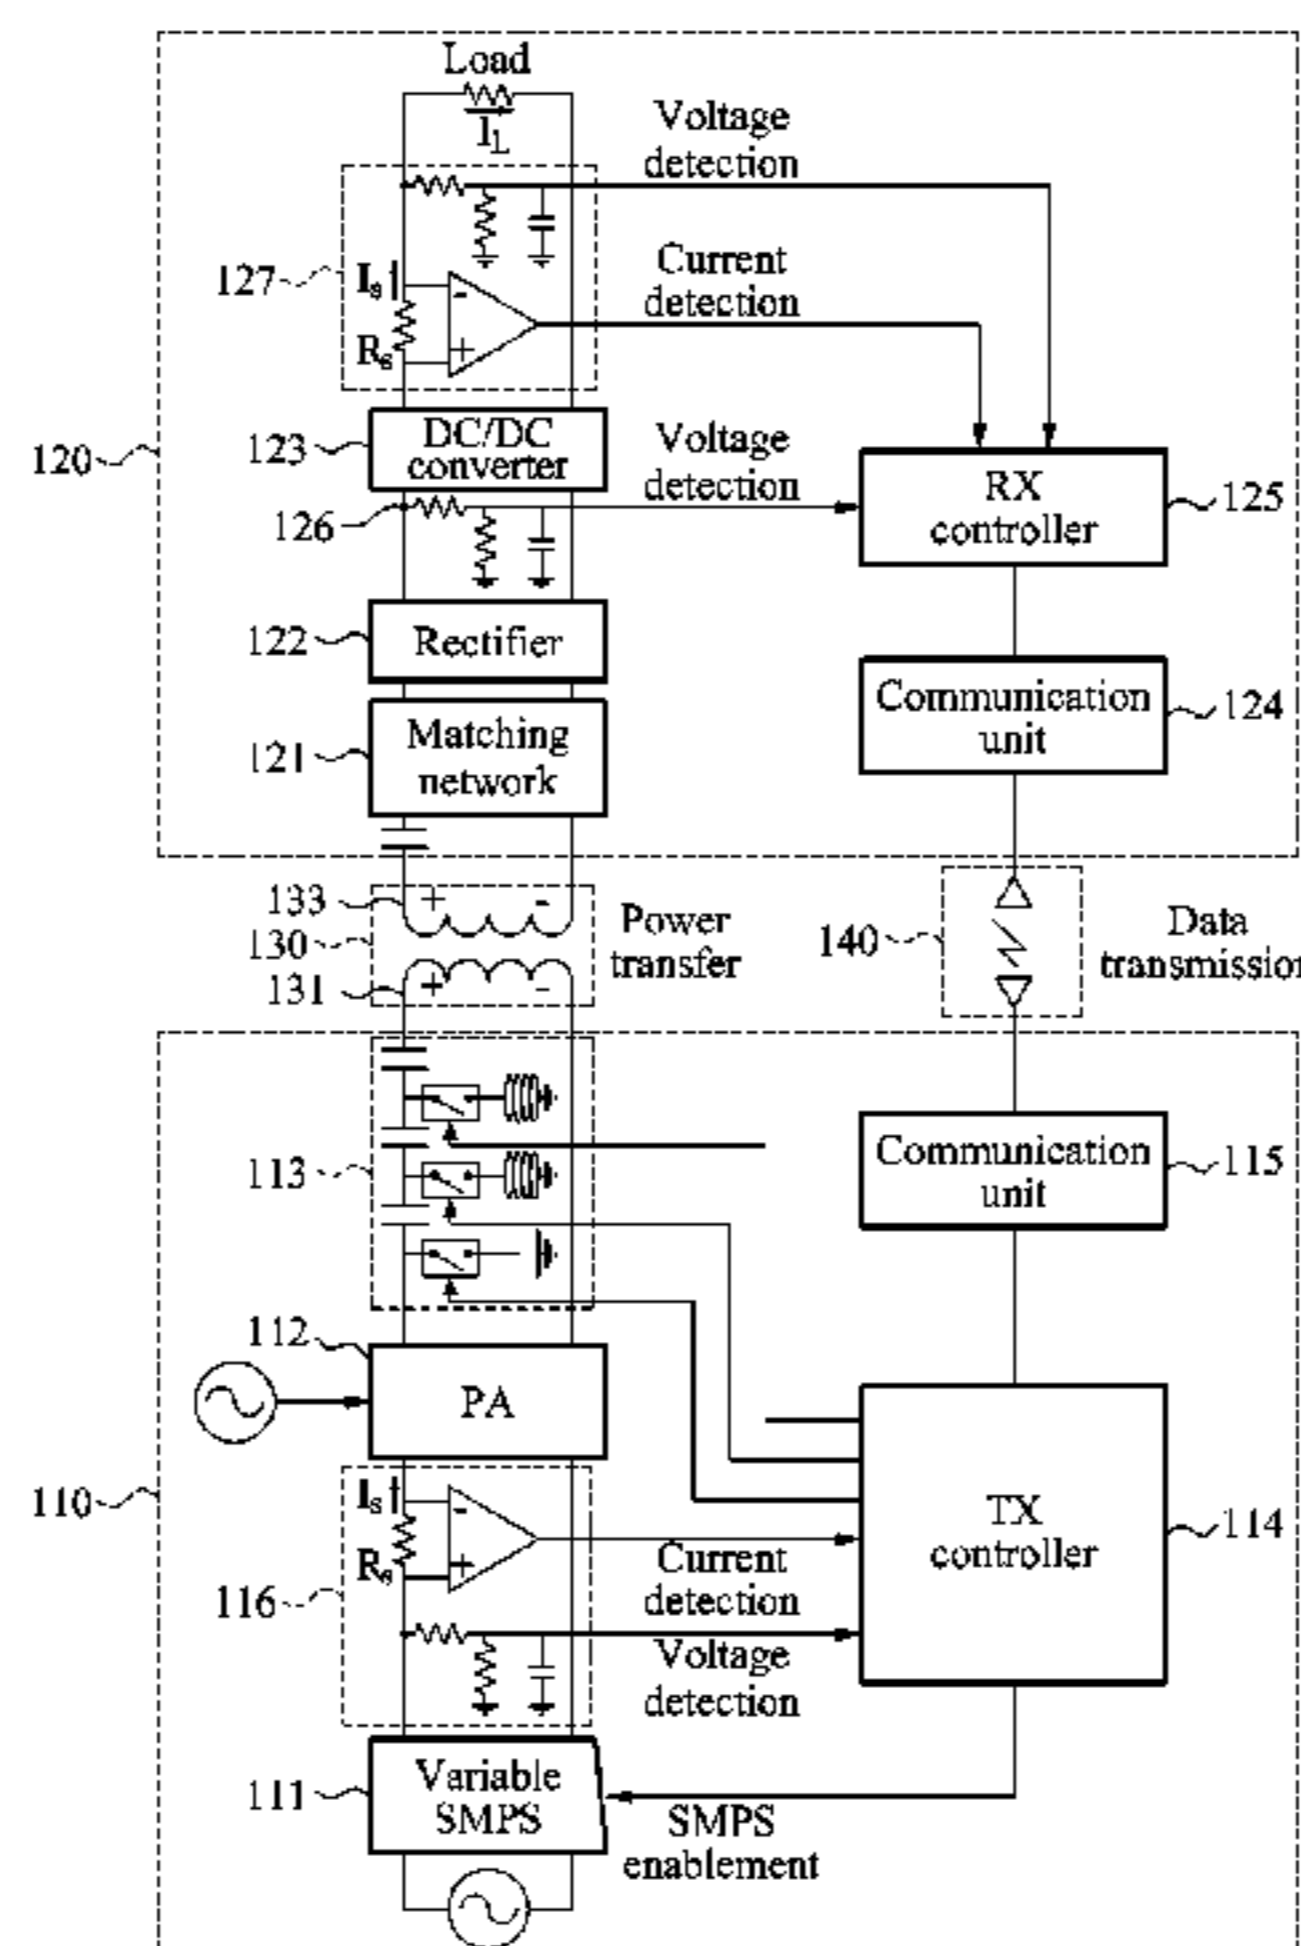 Load
I_L
Voltage
detection
127
I_s
R_s
-
+
Current
detection
120
123
DC/DC
converter
Voltage
detection
126
RX
controller
125
122
Rectifier
121
Matching
network
Communication
unit
124
133
+
-
130
131
+
-
Power
transfer
140
Data
transmission
113
Communication
unit
115
112
PA
110
I_s
R_s
-
+
116
Current
detection
Voltage
detection
TX
controller
114
111
Variable
SMPS
SMPS
enablement